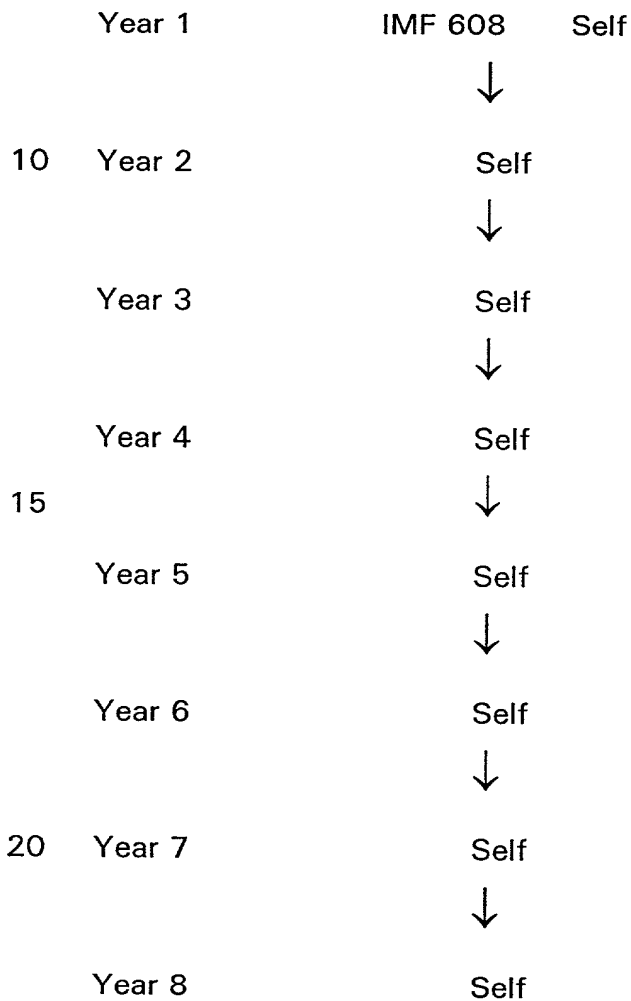 Year 1 IMF 608 Self
↓
10 Year 2 Self
↓
Year 3 Self
↓
Year 4 Self
15 ↓
Year 5 Self
↓
Year 6 Self
↓
20 Year 7 Self
↓
Year 8 Self